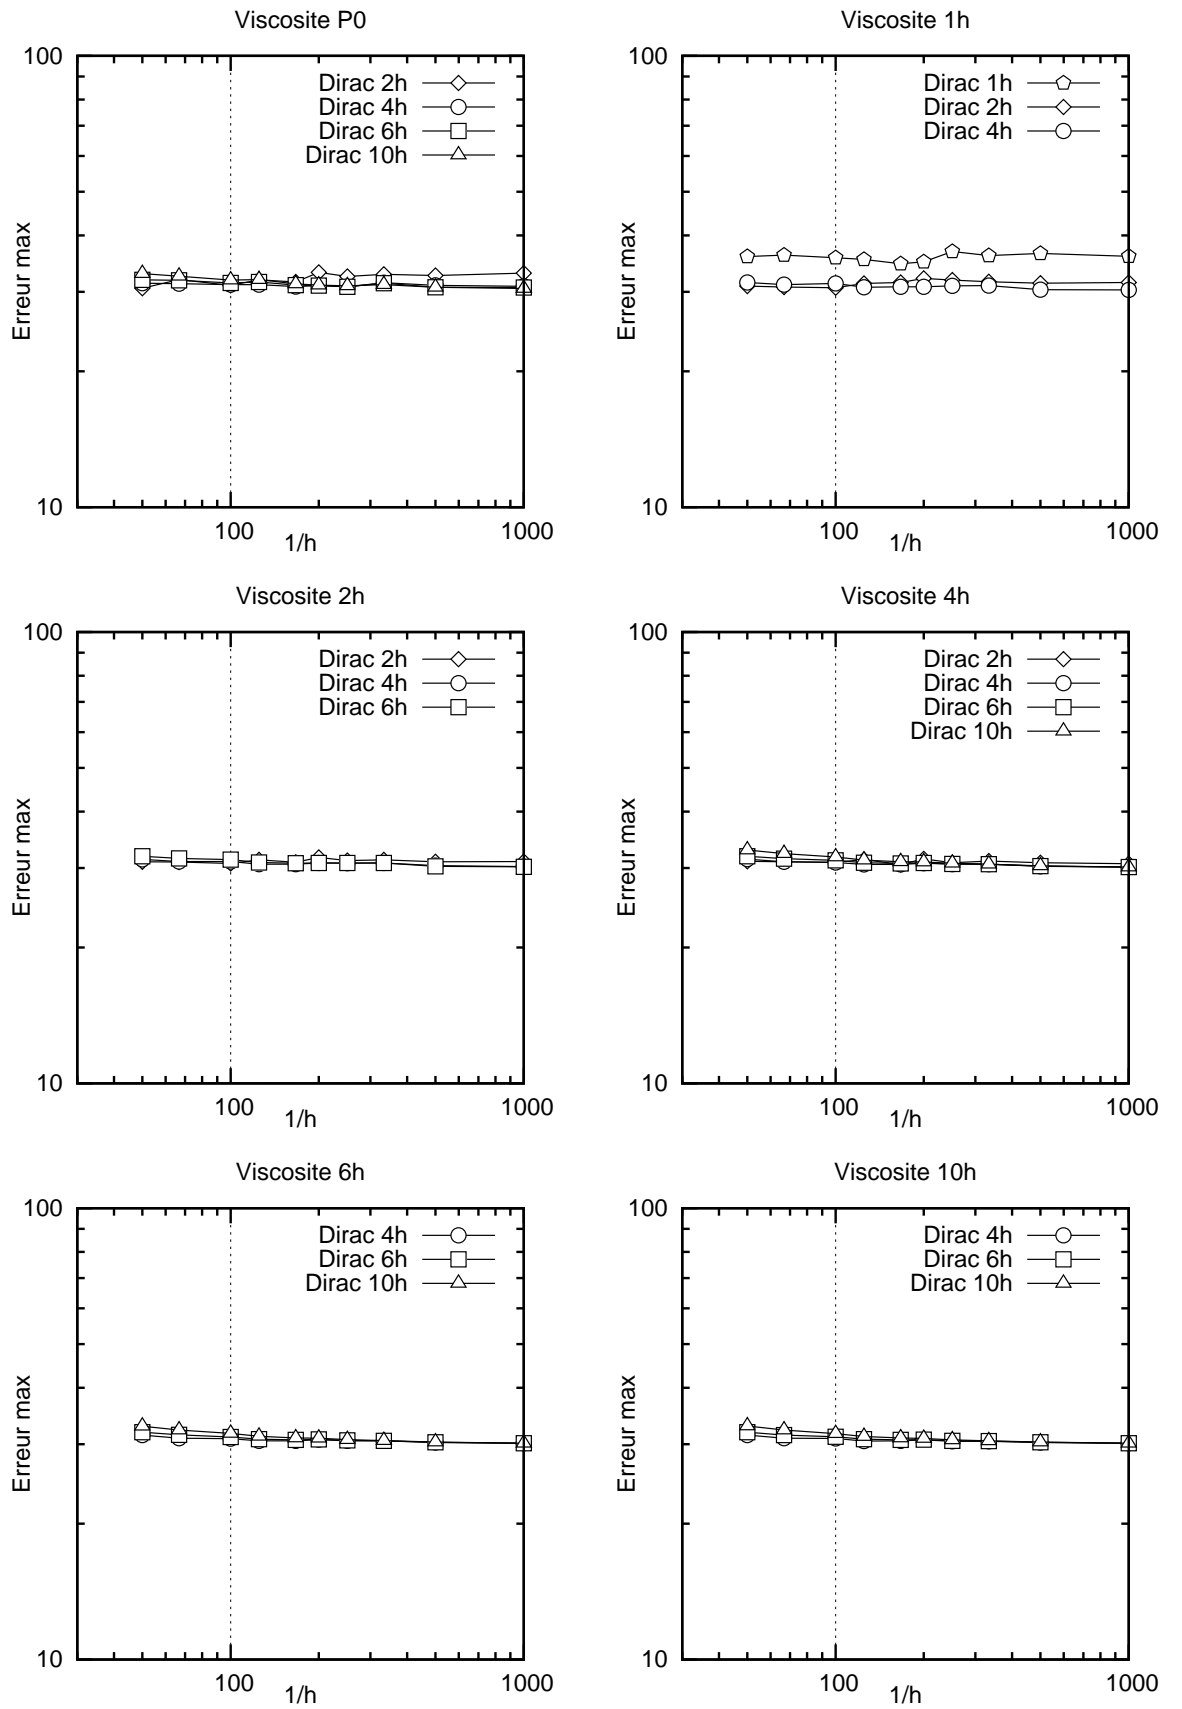 Viscosite P0
100
Dirac 2h
Dirac 4h
Dirac 6h
Dirac 10h
Erreur max
10
100
1000
1/h
Viscosite 1h
100
Dirac 1h
Dirac 2h
Dirac 4h
Erreur max
10
100
1000
1/h
Viscosite 2h
100
Dirac 2h
Dirac 4h
Dirac 6h
Erreur max
10
100
1000
1/h
Viscosite 4h
100
Dirac 2h
Dirac 4h
Dirac 6h
Dirac 10h
Erreur max
10
100
1000
1/h
Viscosite 6h
100
Dirac 4h
Dirac 6h
Dirac 10h
Erreur max
10
100
1000
1/h
Viscosite 10h
100
Dirac 4h
Dirac 6h
Dirac 10h
Erreur max
10
100
1000
1/h